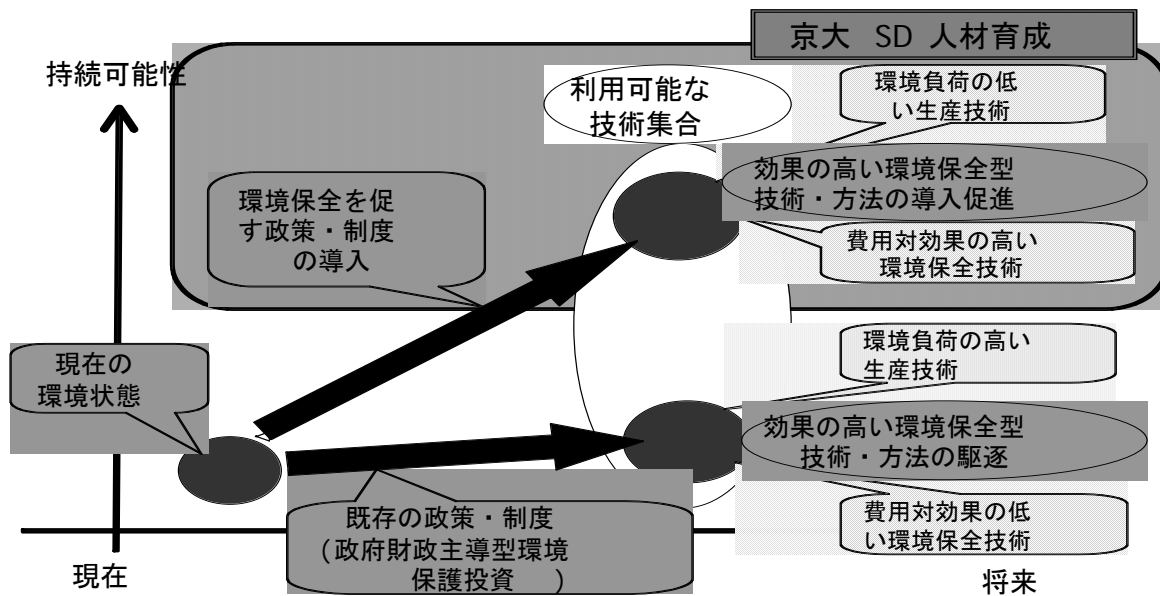 京大 SD 人材育成
持続可能性
利用可能な
技術集合
環境負荷の低
い生産技術
効果の高い環境保全型
技術・方法の導入促進
環境保全を促
す政策・制度
の導入
費用対効果の高い
環境保全技術
環境負荷の高い
生産技術
現在の
環境状態
効果の高い環境保全型
技術・方法の駆逐
既存の政策・制度
(政府財政主導型環境
保護投資 )
費用対効果の低
い環境保全技術
現在
将来